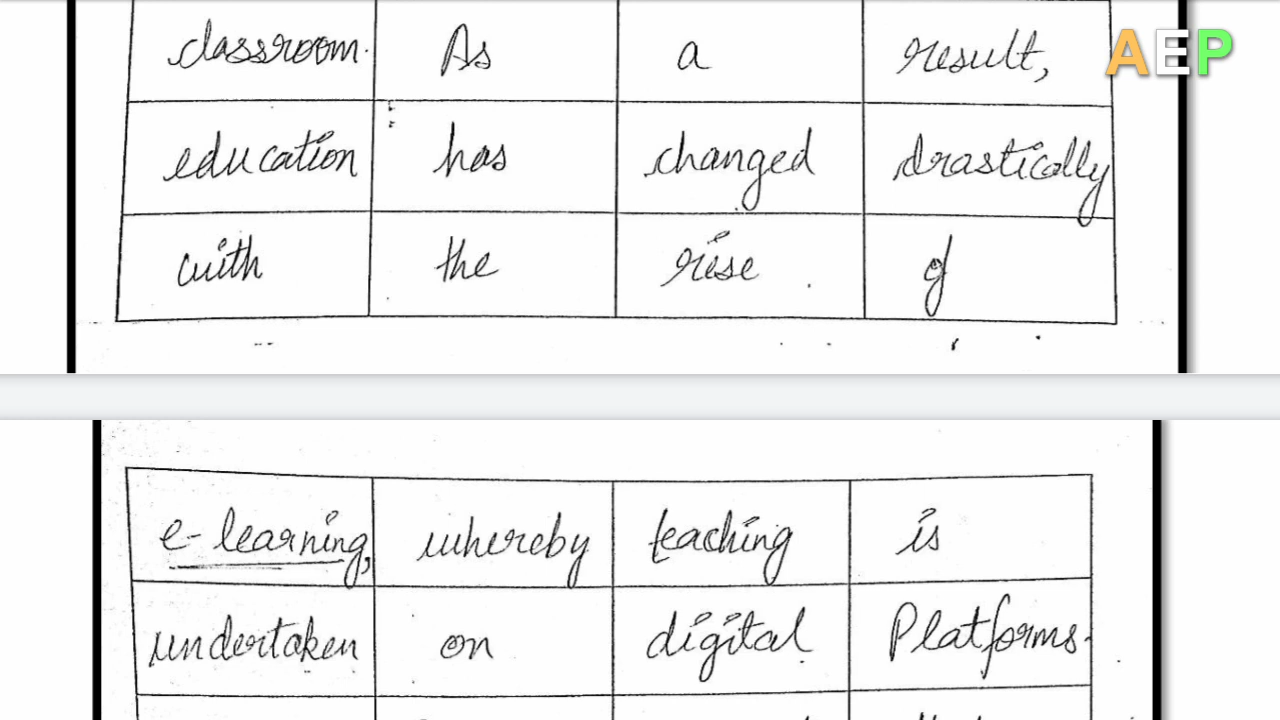 AEP
classroom. As a result,
education has changed drastically
with the rise of
e-learning, whereby teaching is
undertaken on digital Platforms.